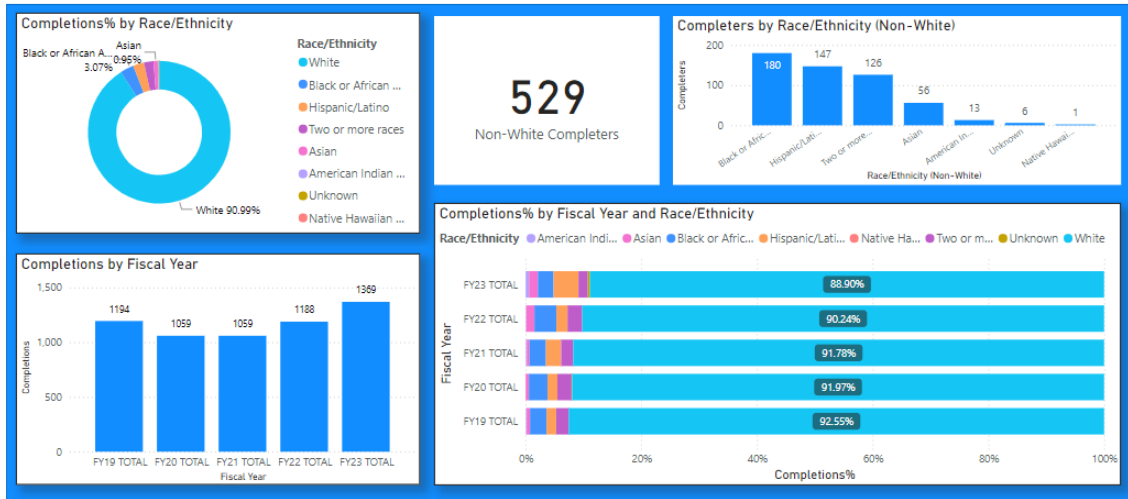 Completions% by Race/Ethnicity
Asian
0.95%
Black or African A...
3.07%
White 90.99%
Race/Ethnicity
White
Black or African ...
Hispanic/Latino
Two or more races
Asian
American Indian ...
Unknown
Native Hawaiian ...
529
Non-White Completers
Completers by Race/Ethnicity (Non-White)
Completers
200
100
0
180
147
126
56
13
6
1
Black or Afric...
Hispanic/Lati...
Two or more...
Asian
American In...
Unknown
Native Hawai...
Race/Ethnicity (Non-White)
Completions by Fiscal Year
Completions
1,500
1,000
500
0
1194
1059
1059
1188
1369
FY19 TOTAL FY20 TOTAL FY21 TOTAL FY22 TOTAL FY23 TOTAL
Fiscal Year
Completions% by Fiscal Year and Race/Ethnicity
Race/Ethnicity American Indi... Asian Black or Afric... Hispanic/Lati... Native Ha... Two or m... Unknown White
Fiscal Year
FY23 TOTAL 88.90%
FY22 TOTAL 90.24%
FY21 TOTAL 91.78%
FY20 TOTAL 91.97%
FY19 TOTAL 92.55%
0% 20% 40% 60% 80% 100%
Completions%